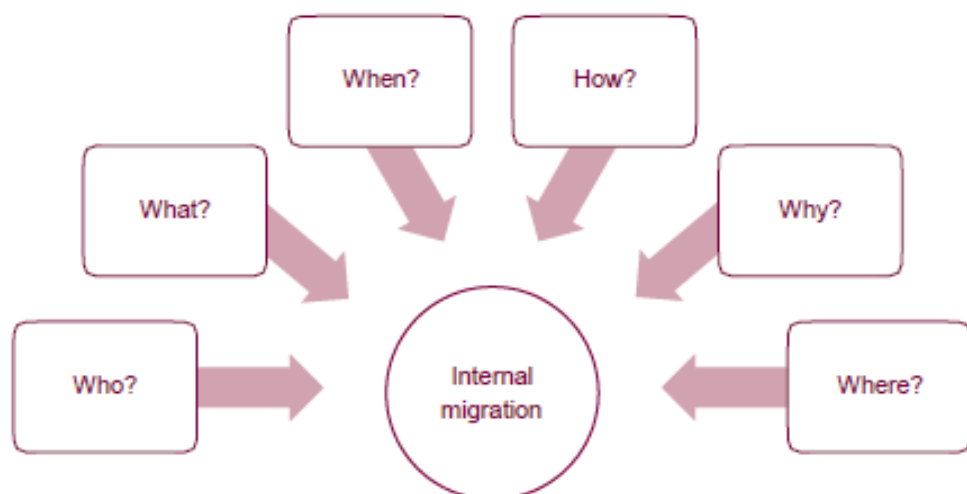 When?
How?
What?
Why?
Who?
Internal
migration
Where?